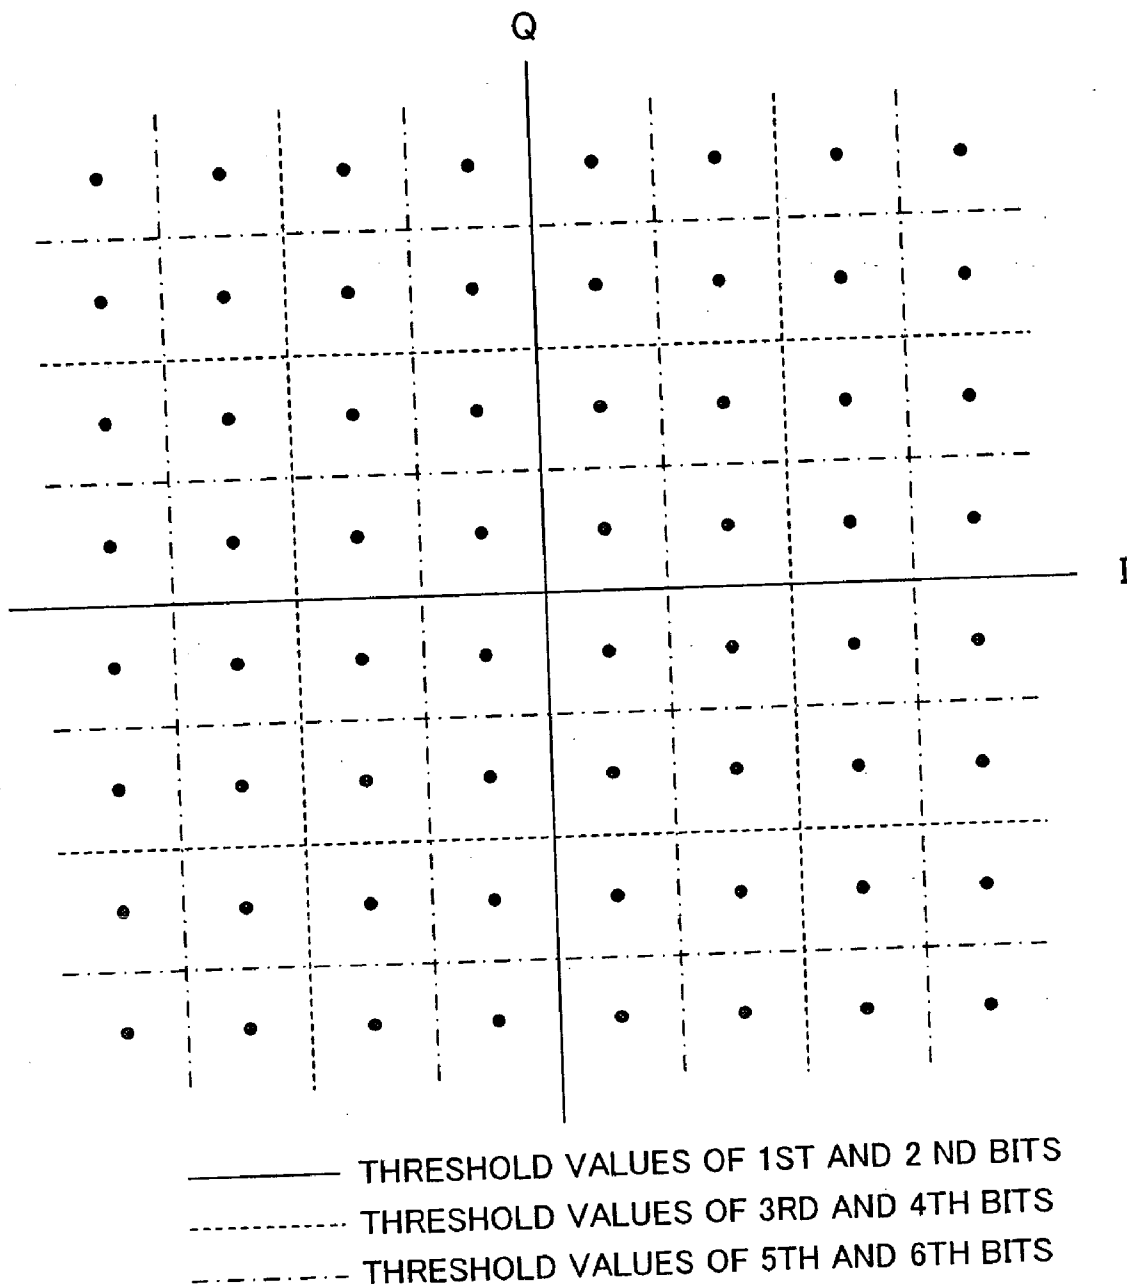 Q
I
THRESHOLD VALUES OF 1ST AND 2 ND BITS
THRESHOLD VALUES OF 3RD AND 4TH BITS
THRESHOLD VALUES OF 5TH AND 6TH BITS